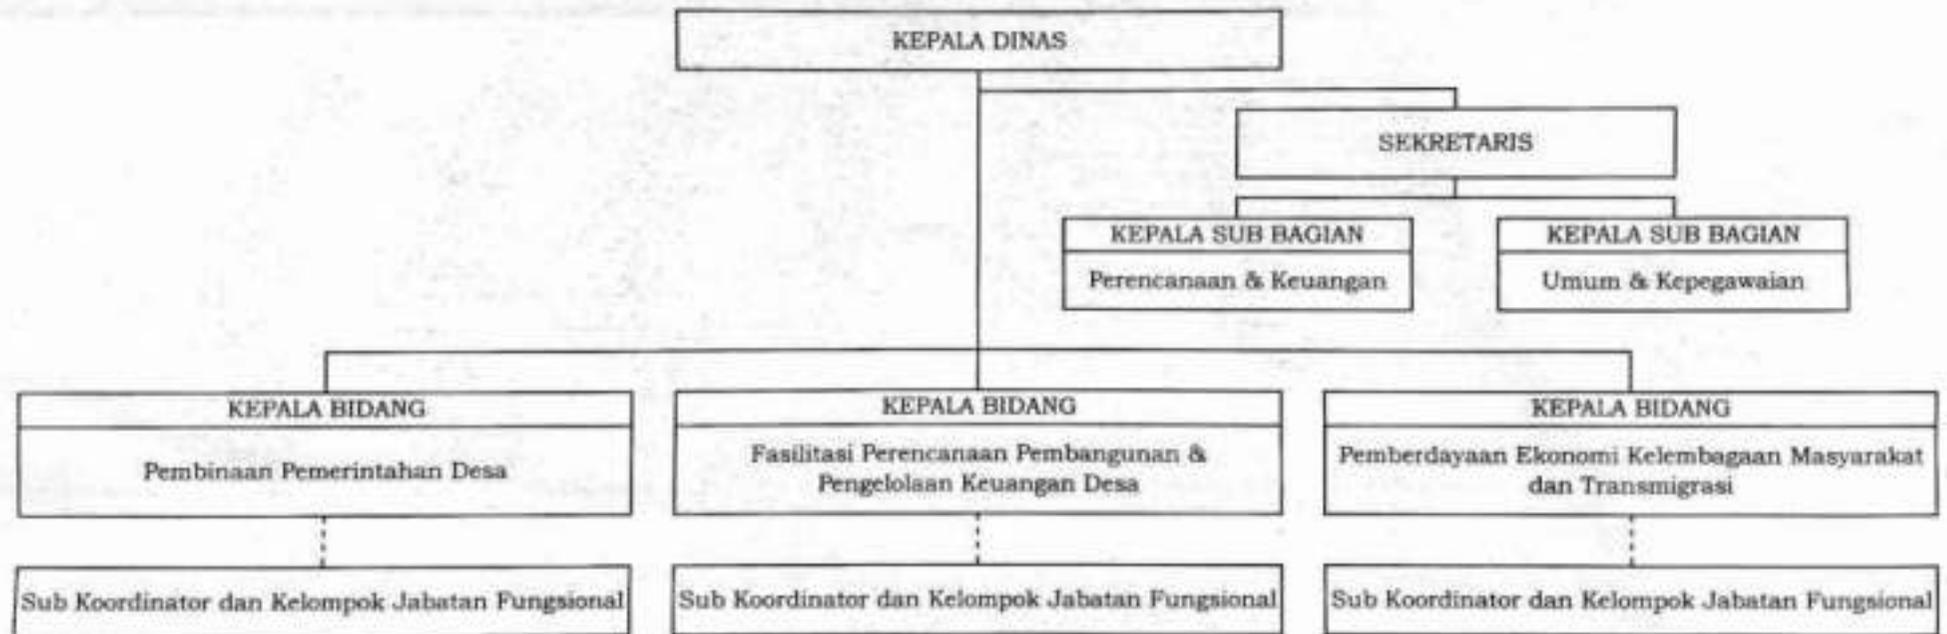 KEPALA DINAS
SEKRETARIS
KEPALA SUB BAGIAN
Perencanaan & Keuangan
KEPALA SUB BAGIAN
Umum & Kepegawaian
KEPALA BIDANG
Pembinaan Pemerintahan Desa
KEPALA BIDANG
Fasilitasi Perencanaan Pembangunan &
Pengelolaan Keuangan Desa
KEPALA BIDANG
Pemberdayaan Ekonomi Kelembagaan Masyarakat
dan Transmigrasi
Sub Koordinator dan Kelompok Jabatan Fungsional
Sub Koordinator dan Kelompok Jabatan Fungsional
Sub Koordinator dan Kelompok Jabatan Fungsional